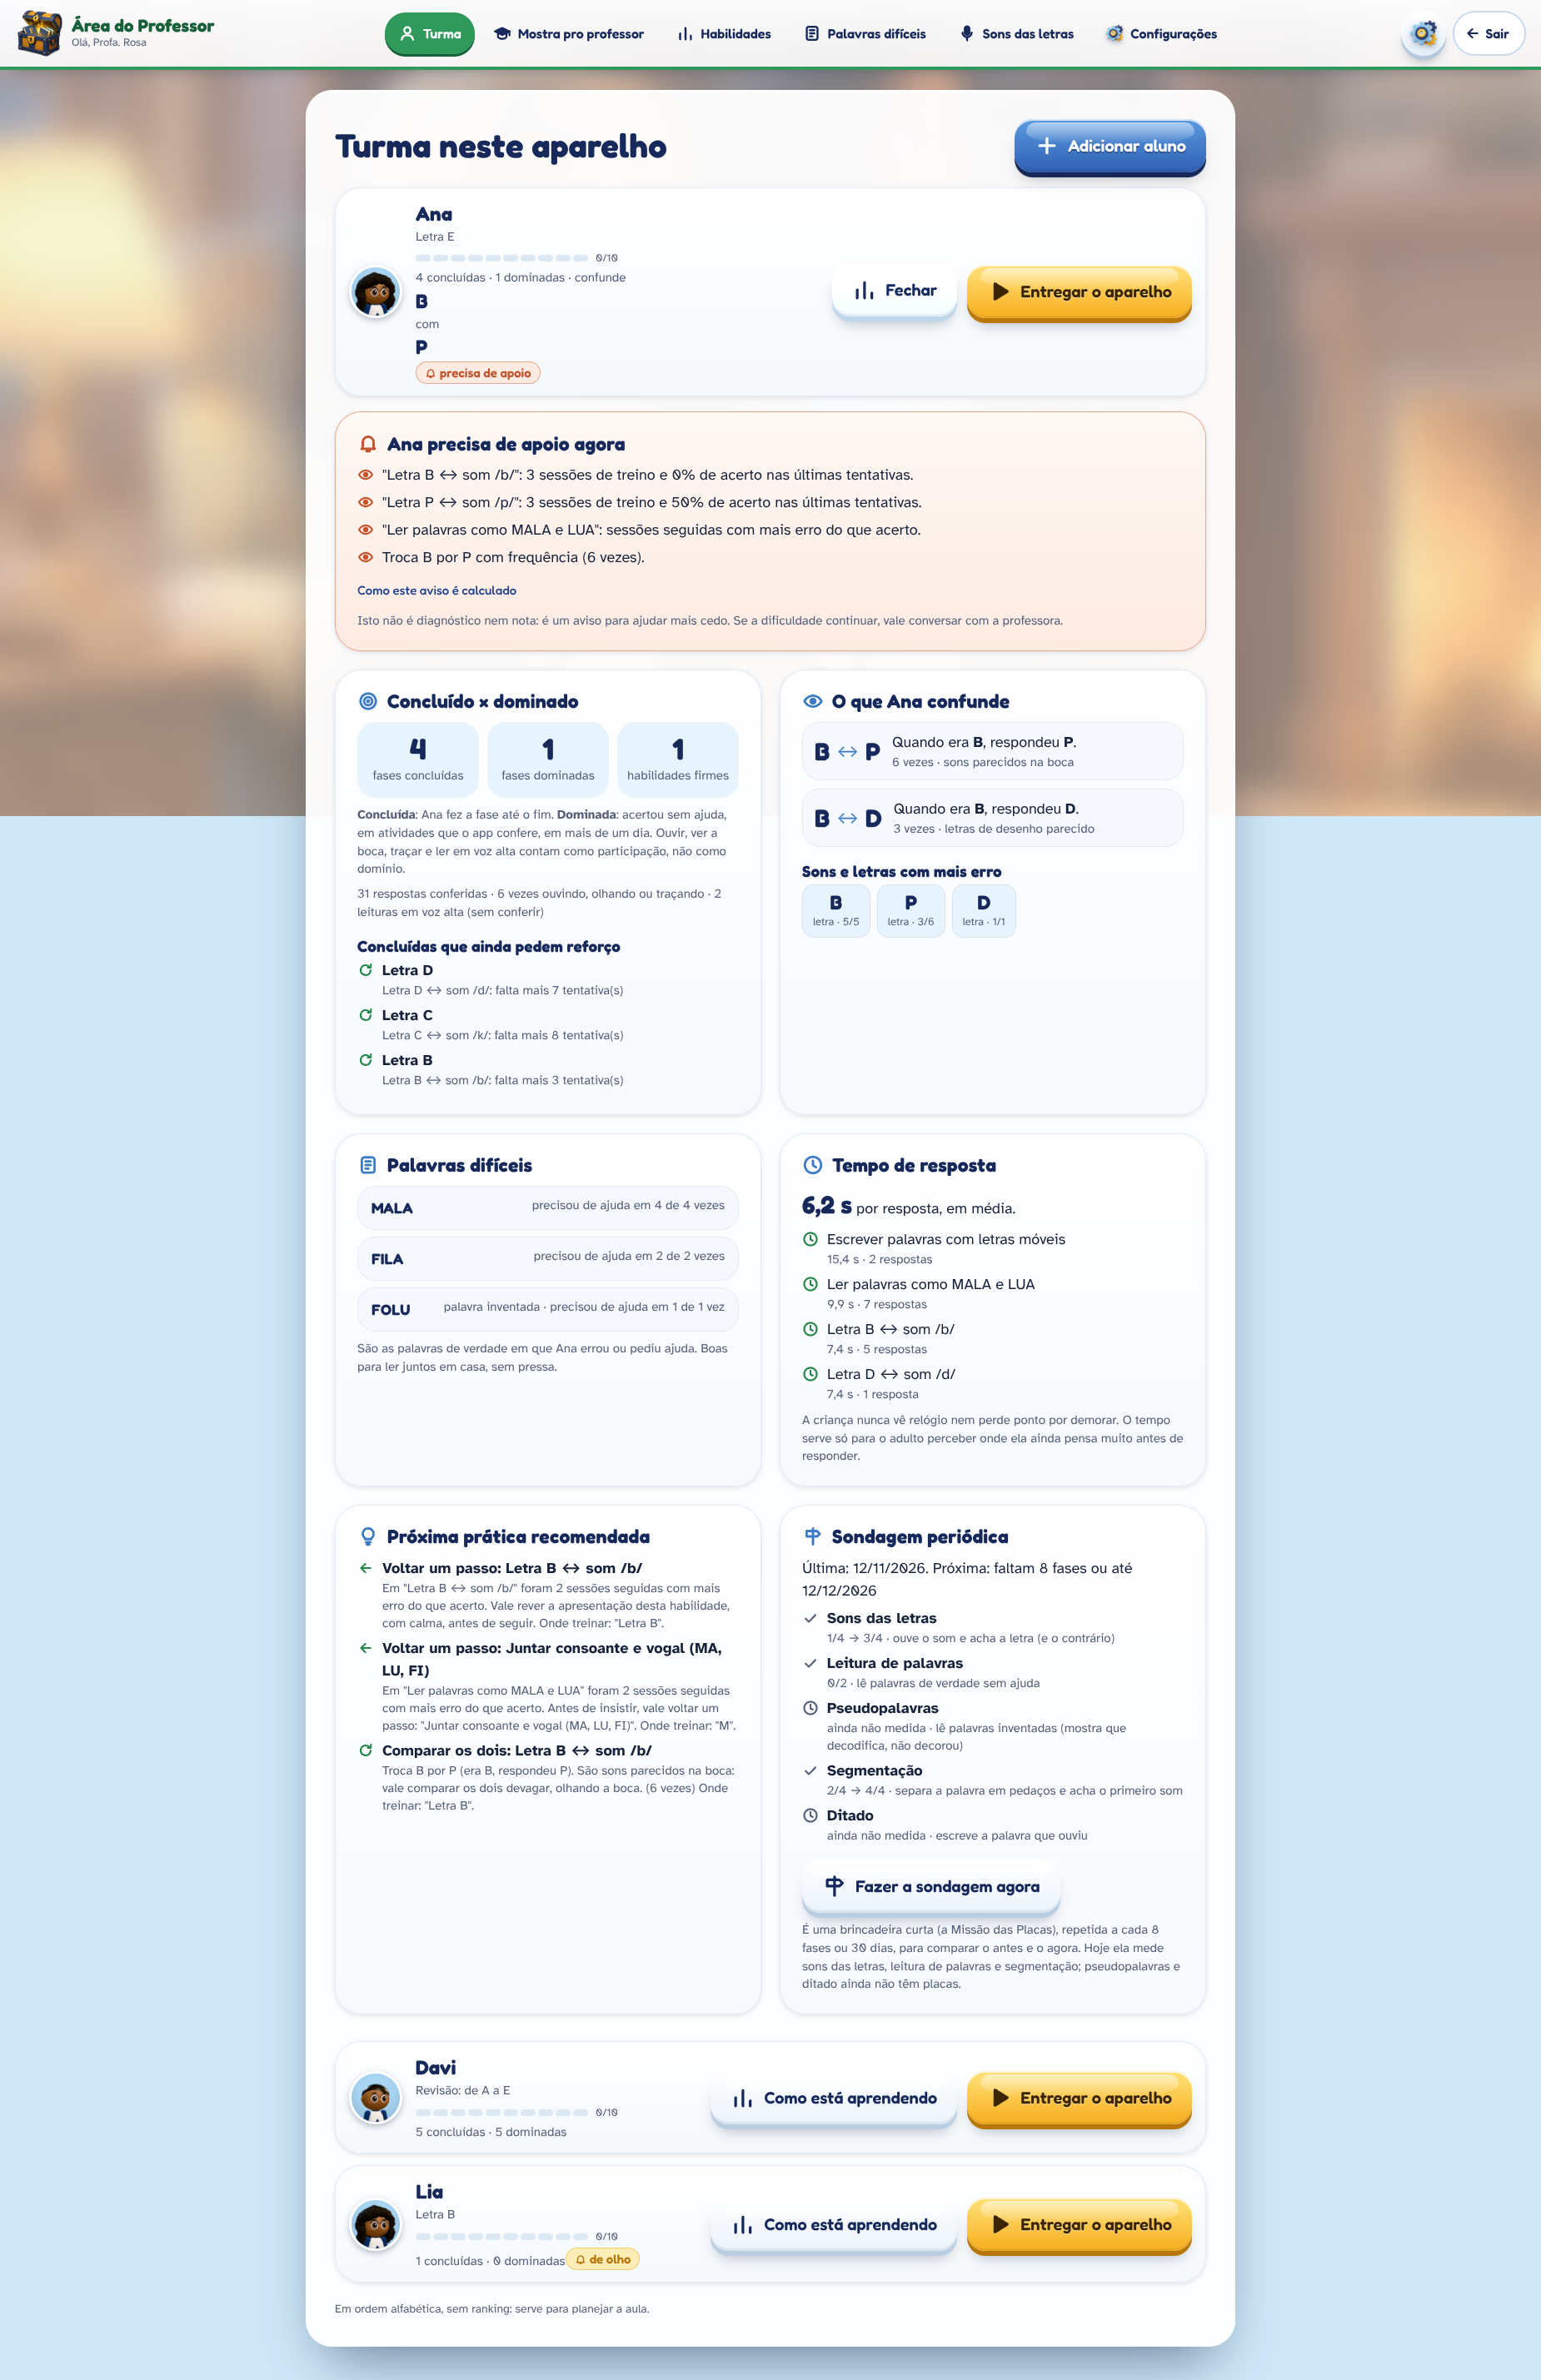 Área do Professor
Olá, Profa. Rosa
Turma
Mostra pro professor
Habilidades
Palavras difíceis
Sons das letras
Configurações
Sair
Turma neste aparelho
Adicionar aluno
Ana
Letra E
0/10
4 concluídas · 1 dominadas · confunde
B
com
P
precisa de apoio
Fechar
Entregar o aparelho
Ana precisa de apoio agora
"Letra B ↔ som /b/": 3 sessões de treino e 0% de acerto nas últimas tentativas.
"Letra P ↔ som /p/": 3 sessões de treino e 50% de acerto nas últimas tentativas.
"Ler palavras como MALA e LUA": sessões seguidas com mais erro do que acerto.
Troca B por P com frequência (6 vezes).
Como este aviso é calculado
Isto não é diagnóstico nem nota: é um aviso para ajudar mais cedo. Se a dificuldade continuar, vale conversar com a professora.
Concluído × dominado
4
fases concluídas
1
fases dominadas
1
habilidades firmes
Concluída: Ana fez a fase até o fim. Dominada: acertou sem ajuda,
em atividades que o app confere, em mais de um dia. Ouvir, ver a
boca, traçar e ler em voz alta contam como participação, não como
domínio.
31 respostas conferidas · 6 vezes ouvindo, olhando ou traçando · 2
leituras em voz alta (sem conferir)
Concluídas que ainda pedem reforço
Letra D
Letra D ↔ som /d/: falta mais 7 tentativa(s)
Letra C
Letra C ↔ som /k/: falta mais 8 tentativa(s)
Letra B
Letra B ↔ som /b/: falta mais 3 tentativa(s)
O que Ana confunde
B ↔ P
Quando era B, respondeu P.
6 vezes · sons parecidos na boca
B ↔ D
Quando era B, respondeu D.
3 vezes · letras de desenho parecido
Sons e letras com mais erro
B
letra · 5/5
P
letra · 3/6
D
letra · 1/1
Palavras difíceis
MALA
precisou de ajuda em 4 de 4 vezes
FILA
precisou de ajuda em 2 de 2 vezes
FOLU
palavra inventada · precisou de ajuda em 1 de 1 vez
São as palavras de verdade em que Ana errou ou pediu ajuda. Boas
para ler juntos em casa, sem pressa.
Tempo de resposta
6,2 s por resposta, em média.
Escrever palavras com letras móveis
15,4 s · 2 respostas
Ler palavras como MALA e LUA
9,9 s · 7 respostas
Letra B ↔ som /b/
7,4 s · 5 respostas
Letra D ↔ som /d/
7,4 s · 1 resposta
A criança nunca vê relógio nem perde ponto por demorar. O tempo
serve só para o adulto perceber onde ela ainda pensa muito antes de
responder.
Próxima prática recomendada
Voltar um passo: Letra B ↔ som /b/
Em "Letra B ↔ som /b/" foram 2 sessões seguidas com mais
erro do que acerto. Vale rever a apresentação desta habilidade,
com calma, antes de seguir. Onde treinar: "Letra B".
Voltar um passo: Juntar consoante e vogal (MA,
LU, FI)
Em "Ler palavras como MALA e LUA" foram 2 sessões seguidas
com mais erro do que acerto. Antes de insistir, vale voltar um
passo: "Juntar consoante e vogal (MA, LU, FI)". Onde treinar: "M".
Comparar os dois: Letra B ↔ som /b/
Troca B por P (era B, respondeu P). São sons parecidos na boca:
vale comparar os dois devagar, olhando a boca. (6 vezes) Onde
treinar: "Letra B".
Sondagem periódica
Última: 12/11/2026. Próxima: faltam 8 fases ou até
12/12/2026
Sons das letras
1/4 → 3/4 · ouve o som e acha a letra (e o contrário)
Leitura de palavras
0/2 · lê palavras de verdade sem ajuda
Pseudopalavras
ainda não medida · lê palavras inventadas (mostra que
decodifica, não decorou)
Segmentação
2/4 → 4/4 · separa a palavra em pedaços e acha o primeiro som
Ditado
ainda não medida · escreve a palavra que ouviu
Fazer a sondagem agora
É uma brincadeira curta (a Missão das Placas), repetida a cada 8
fases ou 30 dias, para comparar o antes e o agora. Hoje ela mede
sons das letras, leitura de palavras e segmentação; pseudopalavras e
ditado ainda não têm placas.
Davi
Revisão: de A a E
0/10
5 concluídas · 5 dominadas
Como está aprendendo
Entregar o aparelho
Lia
Letra B
0/10
1 concluídas · 0 dominadas
de olho
Como está aprendendo
Entregar o aparelho
Em ordem alfabética, sem ranking: serve para planejar a aula.